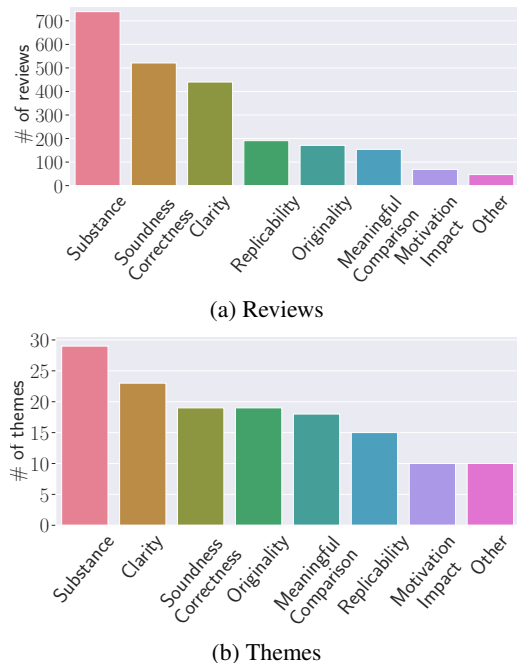 700
600
500
400
300
200
100
0
# of reviews
Substance
Soundness
Correctness
Clarity
Replicability
Originality
Meaningful
Comparison
Motivation
Impact
Other
(a) Reviews
30
25
20
15
10
5
0
# of themes
Substance
Clarity
Soundness
Correctness
Originality
Meaningful
Comparison
Replicability
Motivation
Impact
Other
(b) Themes